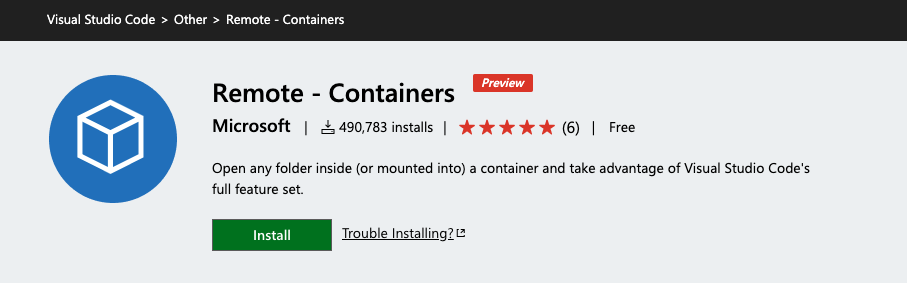 Visual Studio Code > Other > Remote - Containers
Remote - Containers Preview
Microsoft | 490,783 installs | (6) | Free
Open any folder inside (or mounted into) a container and take advantage of Visual Studio Code's
full feature set.
Install Trouble Installing?